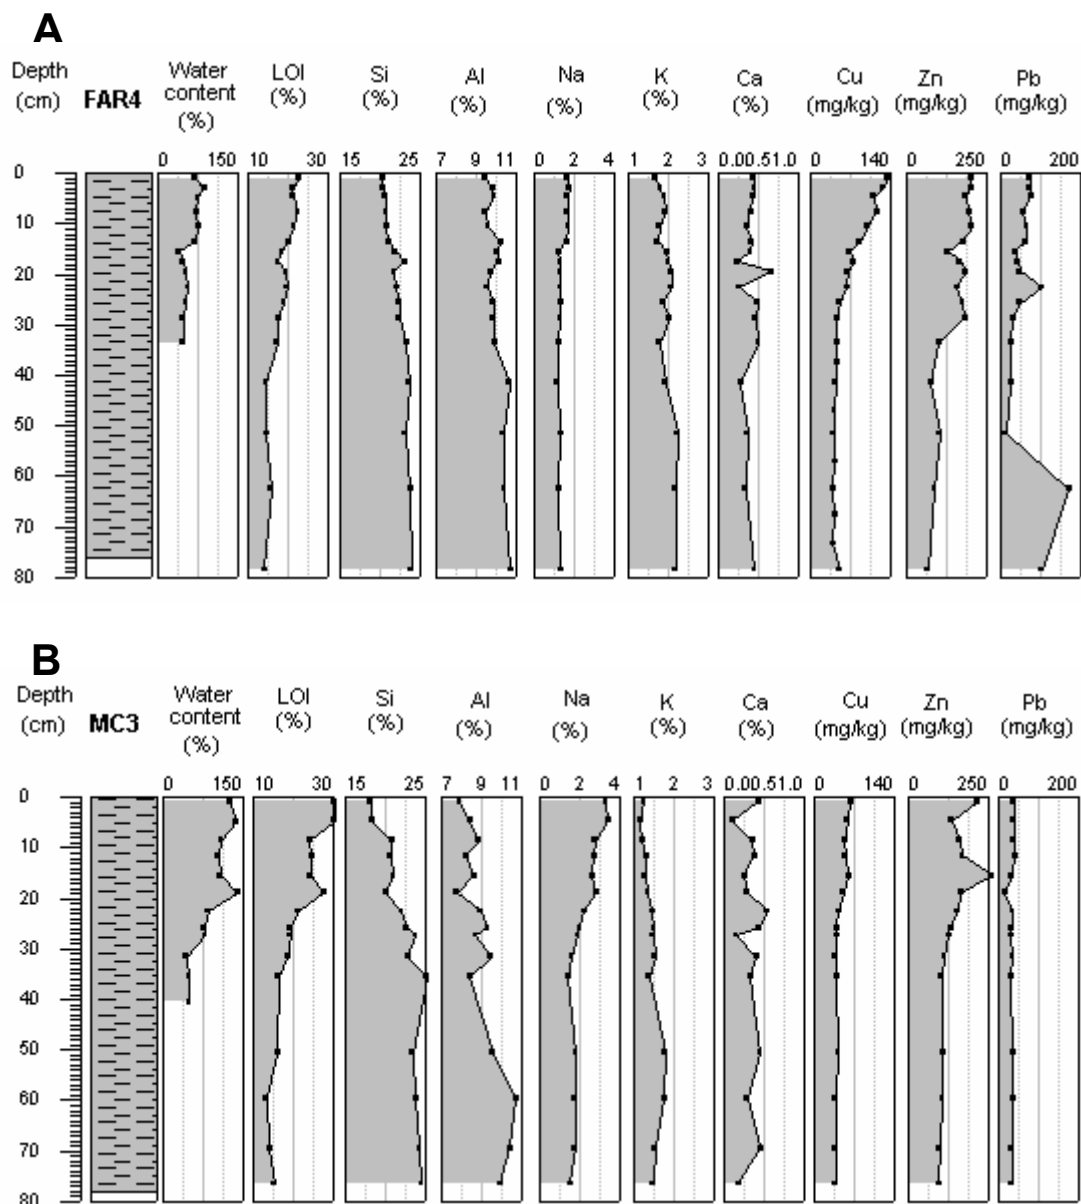 A
Depth Water LOI Si Al Na K Ca Cu Zn Pb
(cm) FAR4 content (%) (%) (%) (%) (%) (%) (mg/kg) (mg/kg) (mg/kg)
(%)
0 150 10 30 15 25 7 9 11 0 2 4 1 2 3 0.00.51.0 0 140 0 250 0 200
0
10
20
30
40
50
60
70
80
B
Depth Water LOI Si Al Na K Ca Cu Zn Pb
(cm) MC3 content (%) (%) (%) (%) (%) (%) (mg/kg) (mg/kg) (mg/kg)
(%)
0 150 10 30 15 25 7 9 11 0 2 4 1 2 3 0.00.51.0 0 140 0 250 0 200
0
10
20
30
40
50
60
70
80